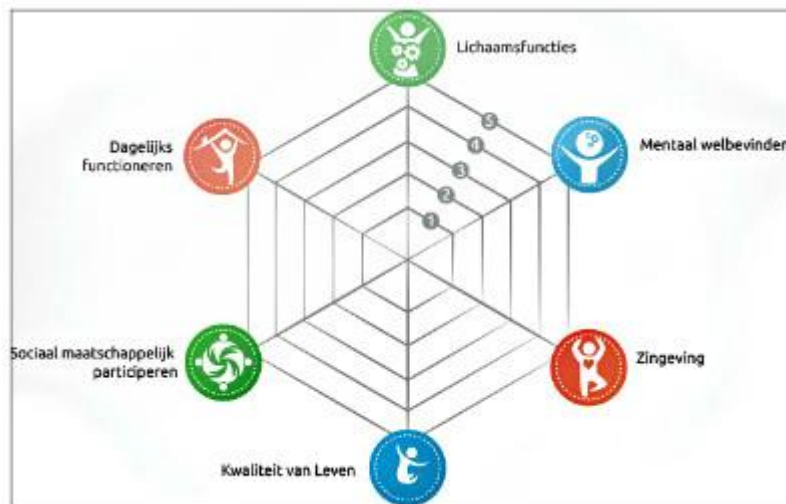 Lichaamsfuncties
Dagelijks
functioneren
Mentaal welbevinden
5
4
3
2
1
Sociaal maatschappelijk
participeren
Zingeving
Kwaliteit van Leven